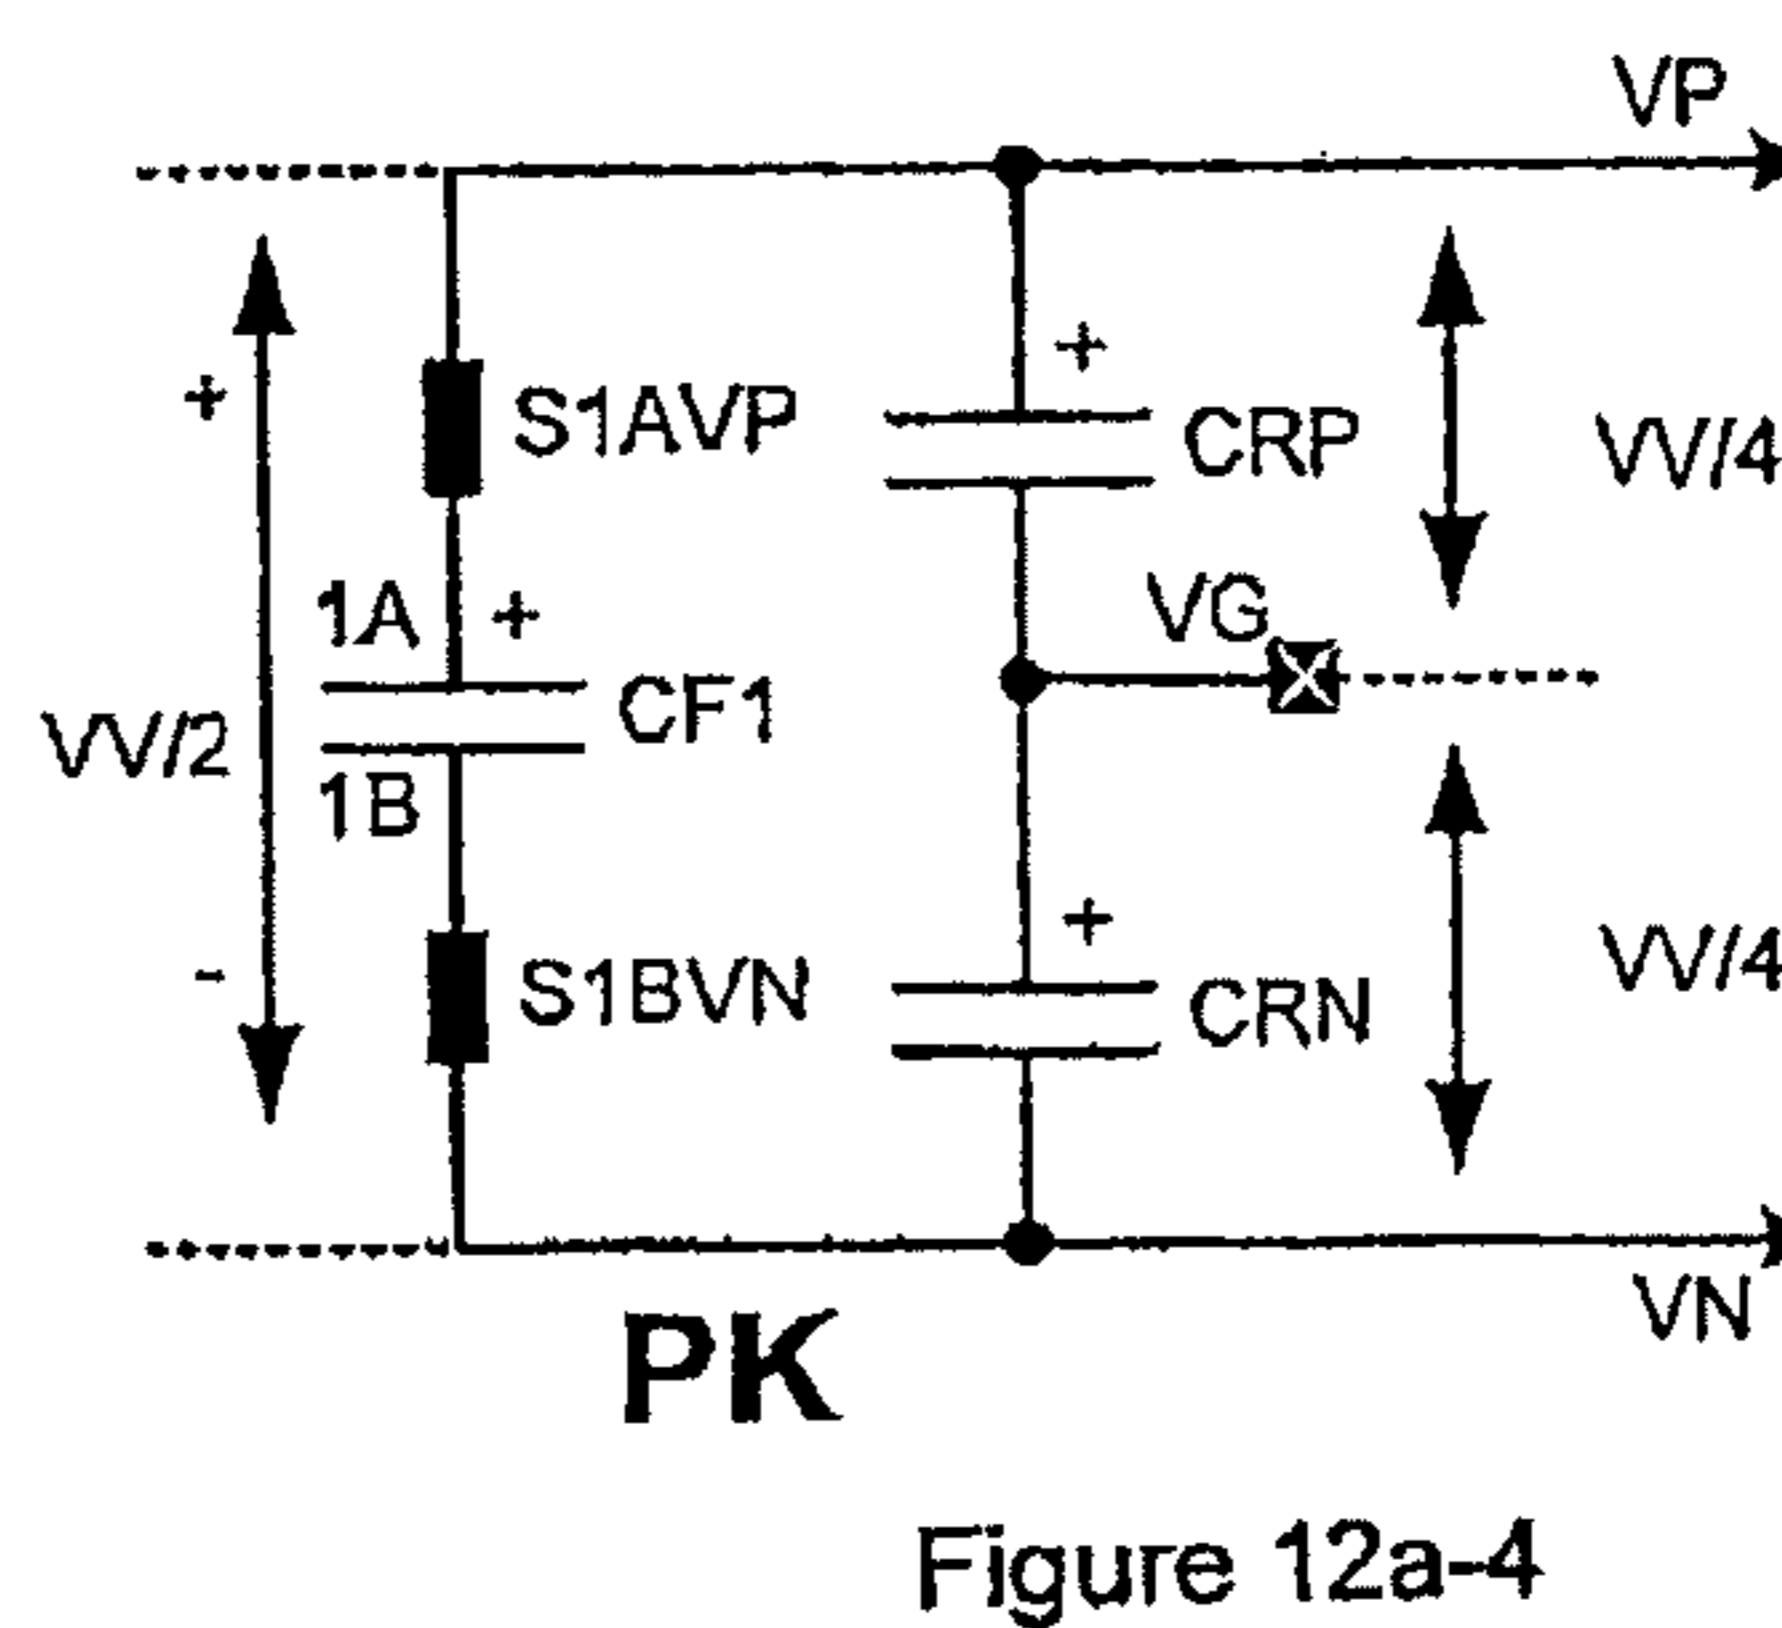 VP
+
+
S1AVP
CRP
VV/4
1A
+
VG
CF1
VV/2
1B
+
-
S1BVN
CRN
VV/4
VN
PK
Figure 12a-4